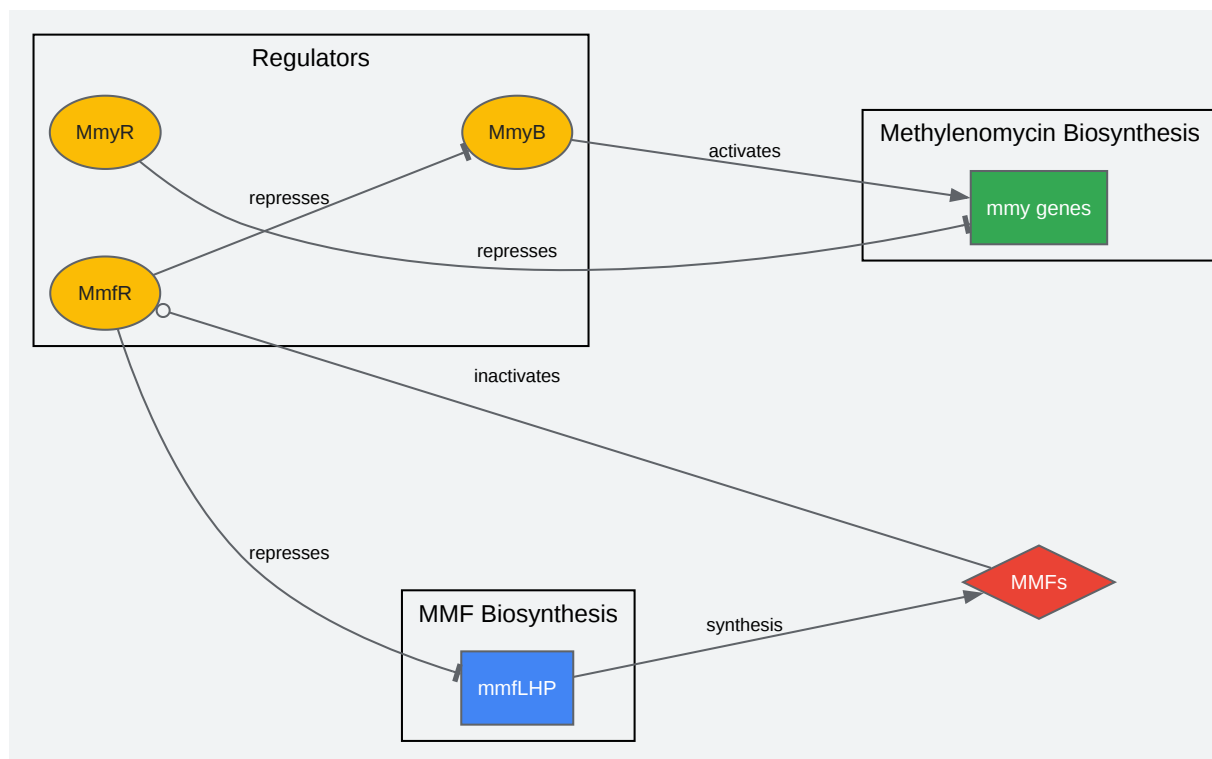 Regulators
MmyR
MmyB
Methylenomycin Biosynthesis
activates
represses
mmy genes
represses
MmfR
inactivates
represses
MMFs
MMF Biosynthesis
synthesis
mmfLHP